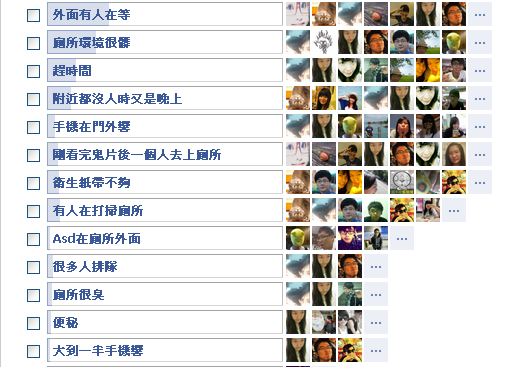 外面有人在等
廁所環境很髒
趕時間
附近都沒人時又是晚上
手機在門外響
剛看完鬼片後一個人去上廁所
衛生紙帶不夠
有人在打掃廁所
Asd在廁所外面
很多人排隊
廁所很臭
便秘
大到一半手機響